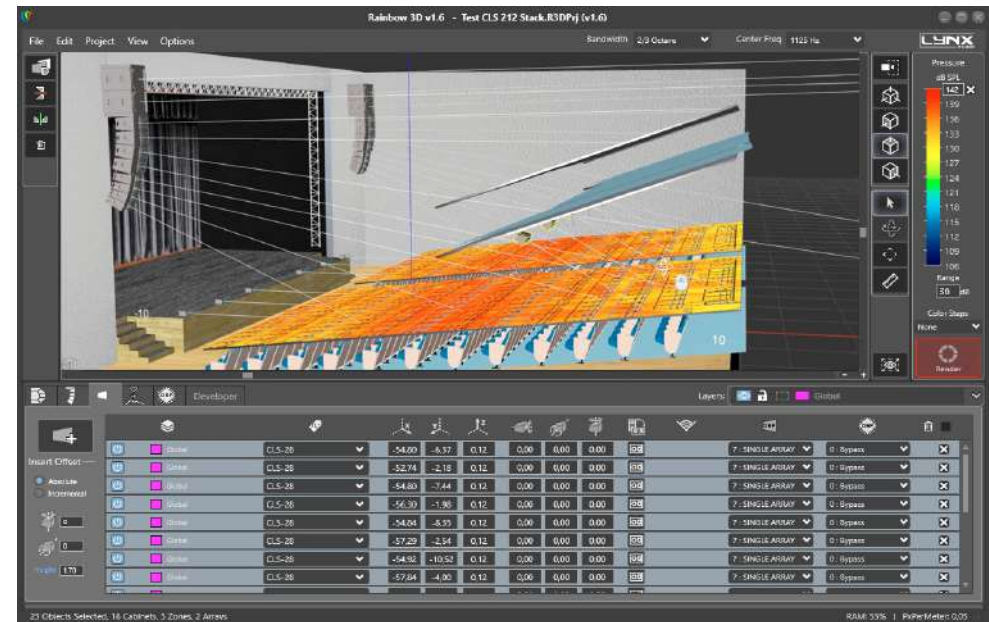 Rainbow 3D v1.6 - Test CLS 212 Stack.R3DPrj (v1.6)
File Edit Project View Options Bandwidth 2/3 Octave Center Freq 1125 Hz LYNX
Pressure
dB SPL
142
139
136
133
130
127
124
121
118
115
112
109
106
Range
36 dB
Color Steps
None
Render
-10
10
Developer Layers: Global
Insert Offset
Absolute
Incremental
0
0
Height 1.70
Global CLS-28 -54.80 -6.37 0.12 0,00 0,00 0.00 7 : SINGLE ARRAY 0 : Bypass
Global CLS-28 -52.74 -2.18 0.12 0,00 0,00 0.00 7 : SINGLE ARRAY 0 : Bypass
Global CLS-28 -54.80 -7.44 0.12 0,00 0,00 0.00 7 : SINGLE ARRAY 0 : Bypass
Global CLS-28 -56.30 -1.98 0.12 0,00 0,00 0.00 7 : SINGLE ARRAY 0 : Bypass
Global CLS-28 0.12 0,00 0,00 0.00 7 : SINGLE ARRAY 0 : Bypass
Global CLS-28 -57.29 -2.54 0.12 0,00 0,00 0.00 7 : SINGLE ARRAY 0 : Bypass
Global CLS-28 -54.92 -10.52 0.12 0,00 0,00 0.00 7 : SINGLE ARRAY 0 : Bypass
Global CLS-28 -57.84 -4.00 0.12 0,00 0,00 0.00 7 : SINGLE ARRAY 0 : Bypass
Objects Selected, 16 Cabinets, 5 Zones, 2 Arrays RAM: 55% | PxPerMeter: 0,05